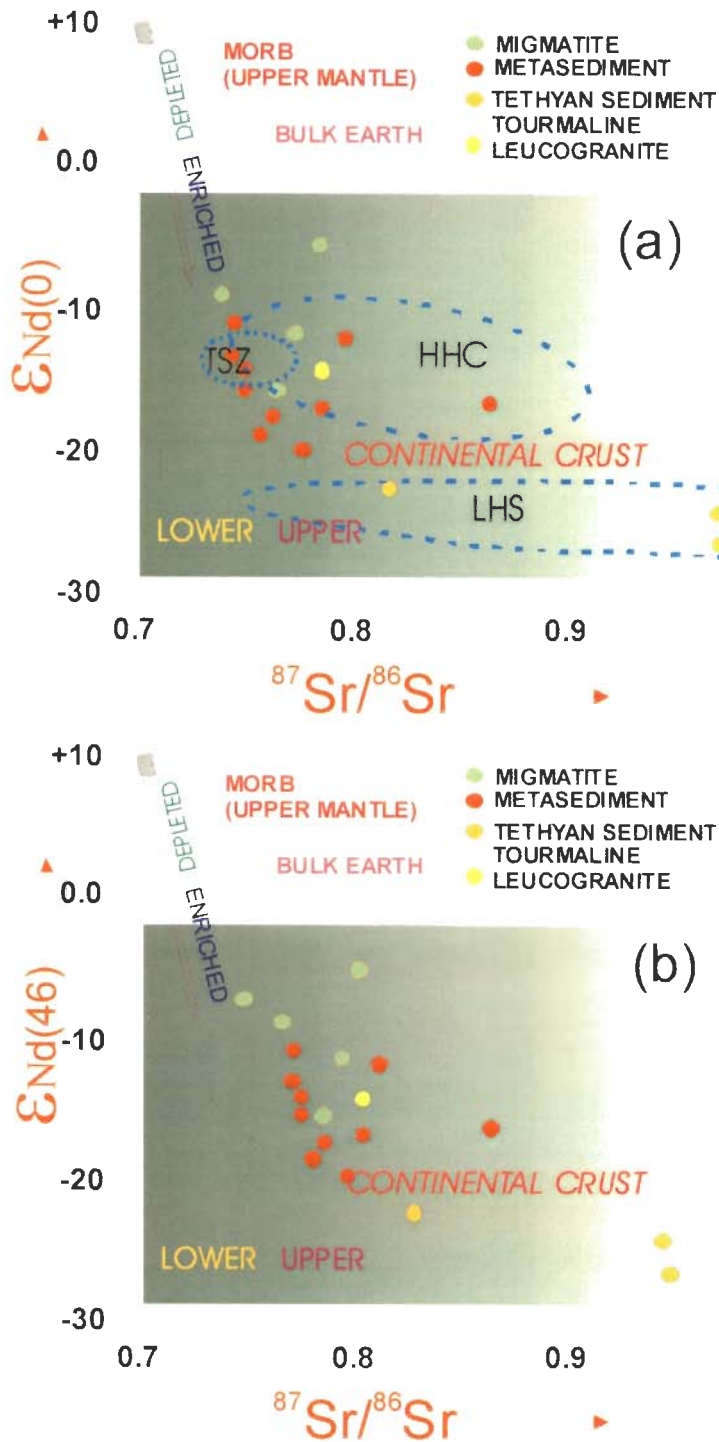 +10
DEPLETED
MORB
(UPPER MANTLE)
MIGMATITE
METASEDIMENT
TETHYAN SEDIMENT
TOURMALINE
LEUCOGRANITE
BULK EARTH
0.0
ENRICHED
(a)
-10
TSZ
HHC
εNd(0)
-20
CONTINENTAL CRUST
LHS
LOWER UPPER
-30
0.7 0.8 0.9
⁸⁷Sr/⁸⁶Sr
+10
DEPLETED
MORB
(UPPER MANTLE)
MIGMATITE
METASEDIMENT
TETHYAN SEDIMENT
TOURMALINE
LEUCOGRANITE
BULK EARTH
0.0
ENRICHED
(b)
-10
εNd(46)
-20
CONTINENTAL CRUST
LOWER UPPER
-30
0.7 0.8 0.9
⁸⁷Sr/⁸⁶Sr